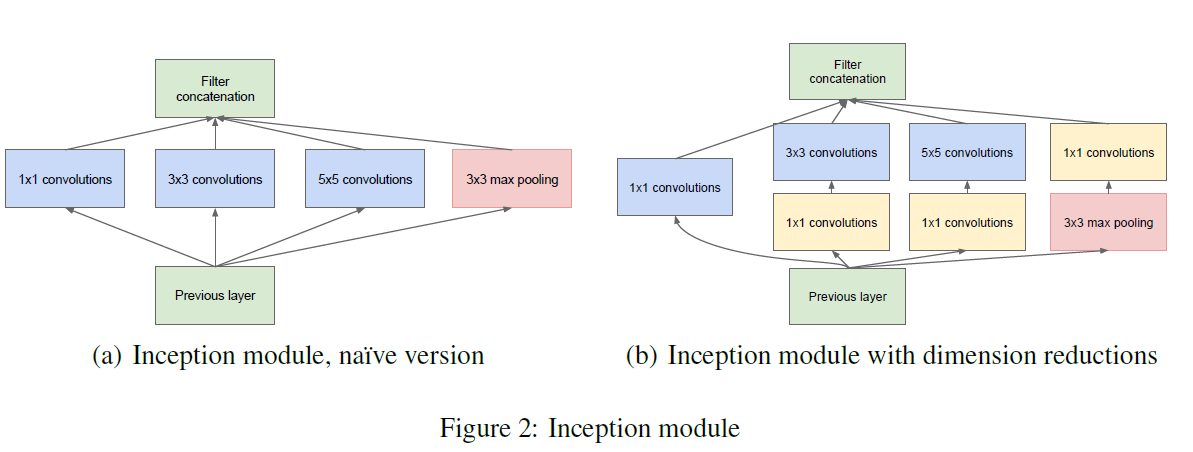 Filter
concatenation
1x1 convolutions
3x3 convolutions
5x5 convolutions
3x3 max pooling
Previous layer
(a) Inception module, naïve version
Filter
concatenation
3x3 convolutions
5x5 convolutions
1x1 convolutions
1x1 convolutions
1x1 convolutions
1x1 convolutions
3x3 max pooling
Previous layer
(b) Inception module with dimension reductions
Figure 2: Inception module